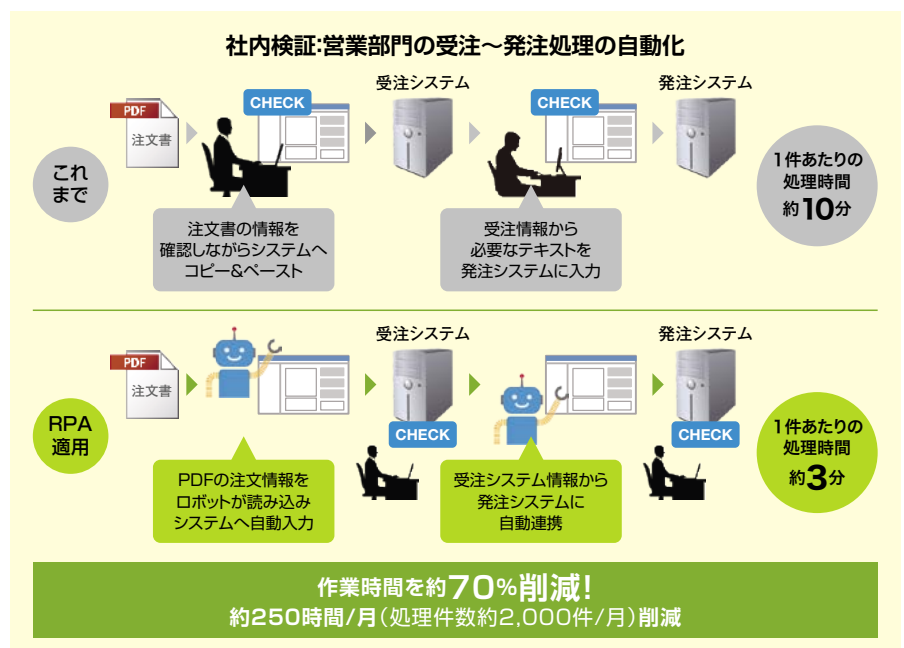 社内検証:営業部門の受注〜発注処理の自動化
これ
まで
PDF
注文書
CHECK
受注システム
CHECK
発注システム
注文書の情報を
確認しながらシステムへ
コピー&ペースト
受注情報から
必要なテキストを
発注システムに入力
1件あたりの
処理時間
約10分
RPA
適用
PDF
注文書
受注システム
CHECK
発注システム
CHECK
PDFの注文情報を
ロボットが読み込み
システムへ自動入力
受注システム情報から
発注システムに
自動連携
1件あたりの
処理時間
約3分
作業時間を約70%削減!
約250時間/月(処理件数約2,000件/月)削減